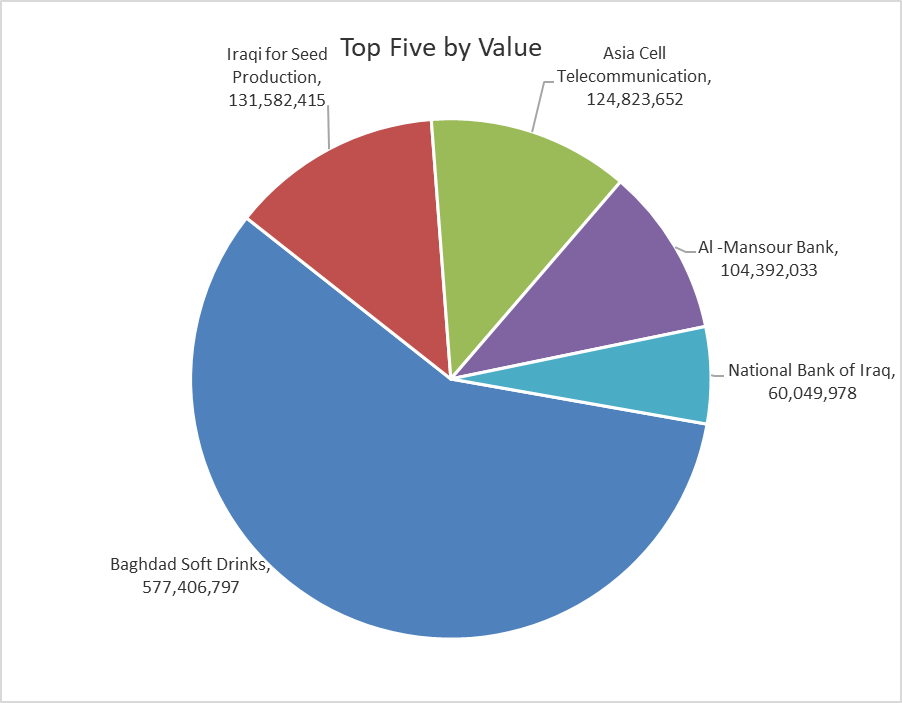 Top Five by Value
Iraqi for Seed
Production,
131,582,415
Asia Cell
Telecommunication,
124,823,652
Al -Mansour Bank,
104,392,033
National Bank of Iraq,
60,049,978
Baghdad Soft Drinks,
577,406,797